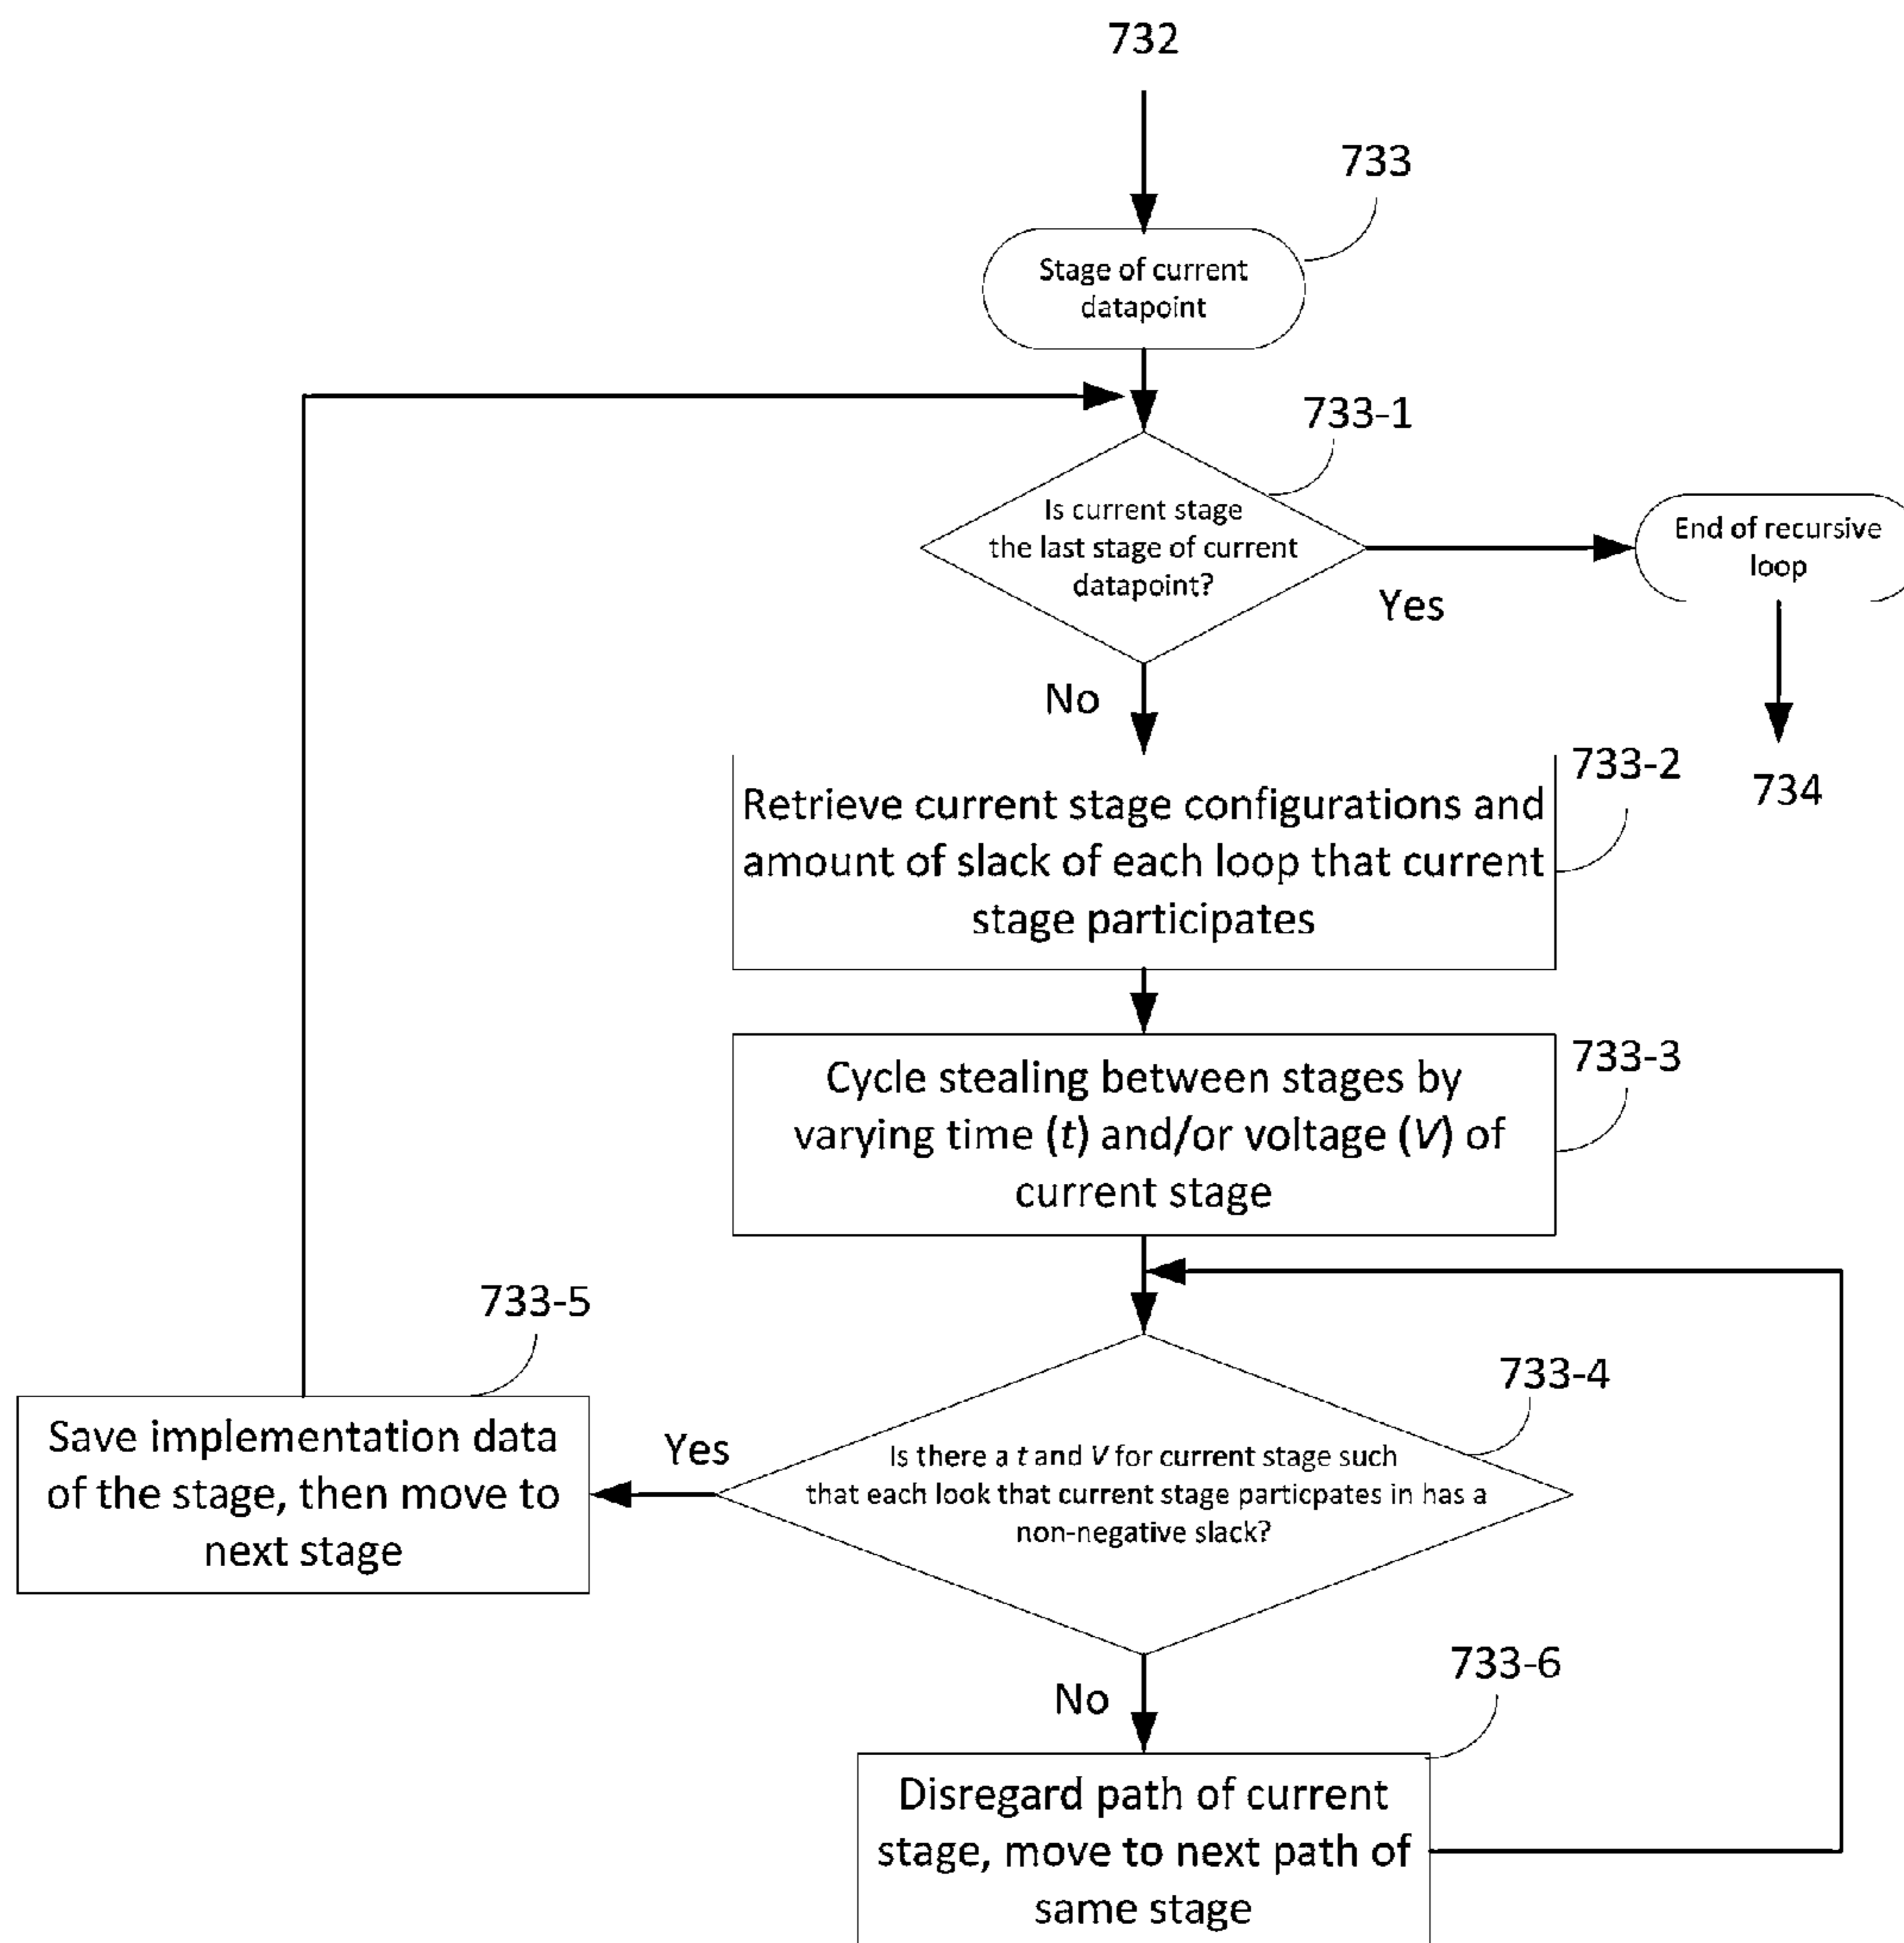 732
733
Stage of current
datapoint
733-1
Is current stage
the last stage of current
datapoint?
Yes
End of recursive
loop
734
No
733-2
Retrieve current stage configurations and
amount of slack of each loop that current
stage participates
733-3
Cycle stealing between stages by
varying time (t) and/or voltage (V) of
current stage
733-4
Is there a t and V for current stage such
that each look that current stage particpates in has a
non-negative slack?
Yes
733-5
Save implementation data
of the stage, then move to
next stage
No
733-6
Disregard path of current
stage, move to next path of
same stage